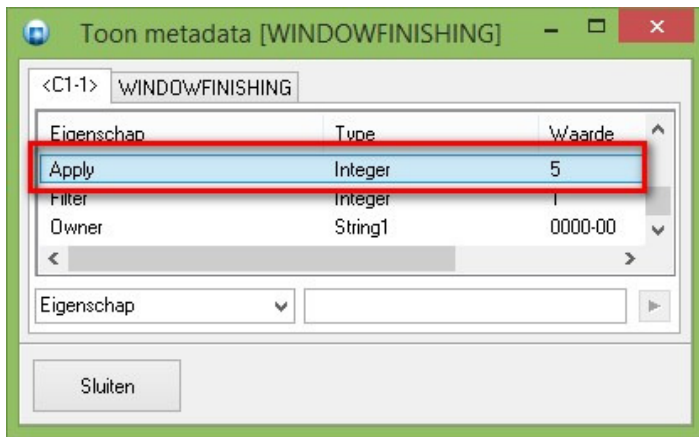 Toon metadata [WINDOWFINISHING]
<C1-1> WINDOWFINISHING
Eigenschap Type Waarde
Apply Integer 5
Filter Integer 1
Owner String1 0000-00
Eigenschap
Sluiten